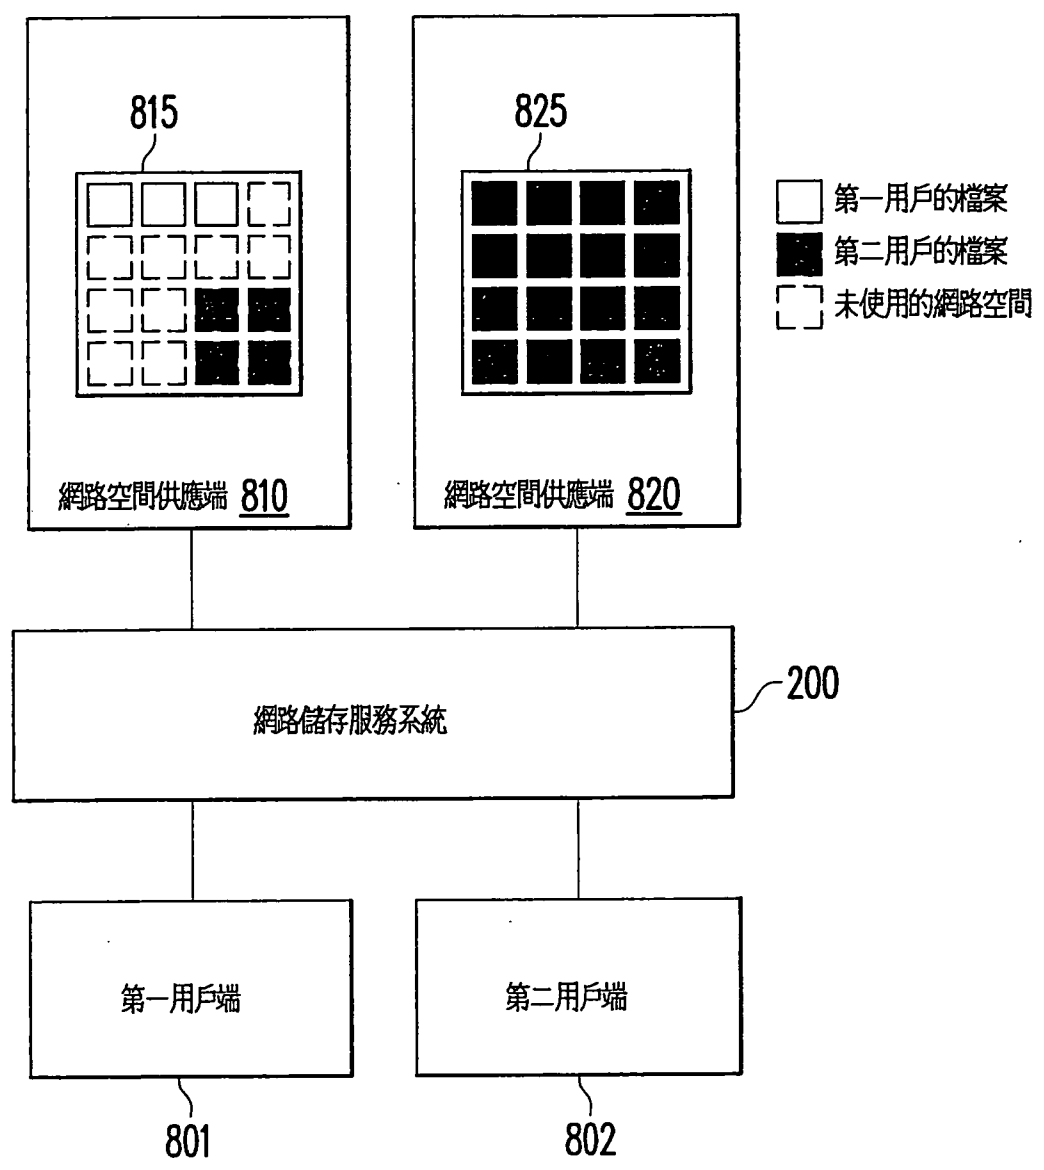 815
825
第一用戶的檔案
第二用戶的檔案
未使用的網路空間
網路空間供應端 810
網路空間供應端 820
網路儲存服務系統
200
第一用戶端
第二用戶端
801
802